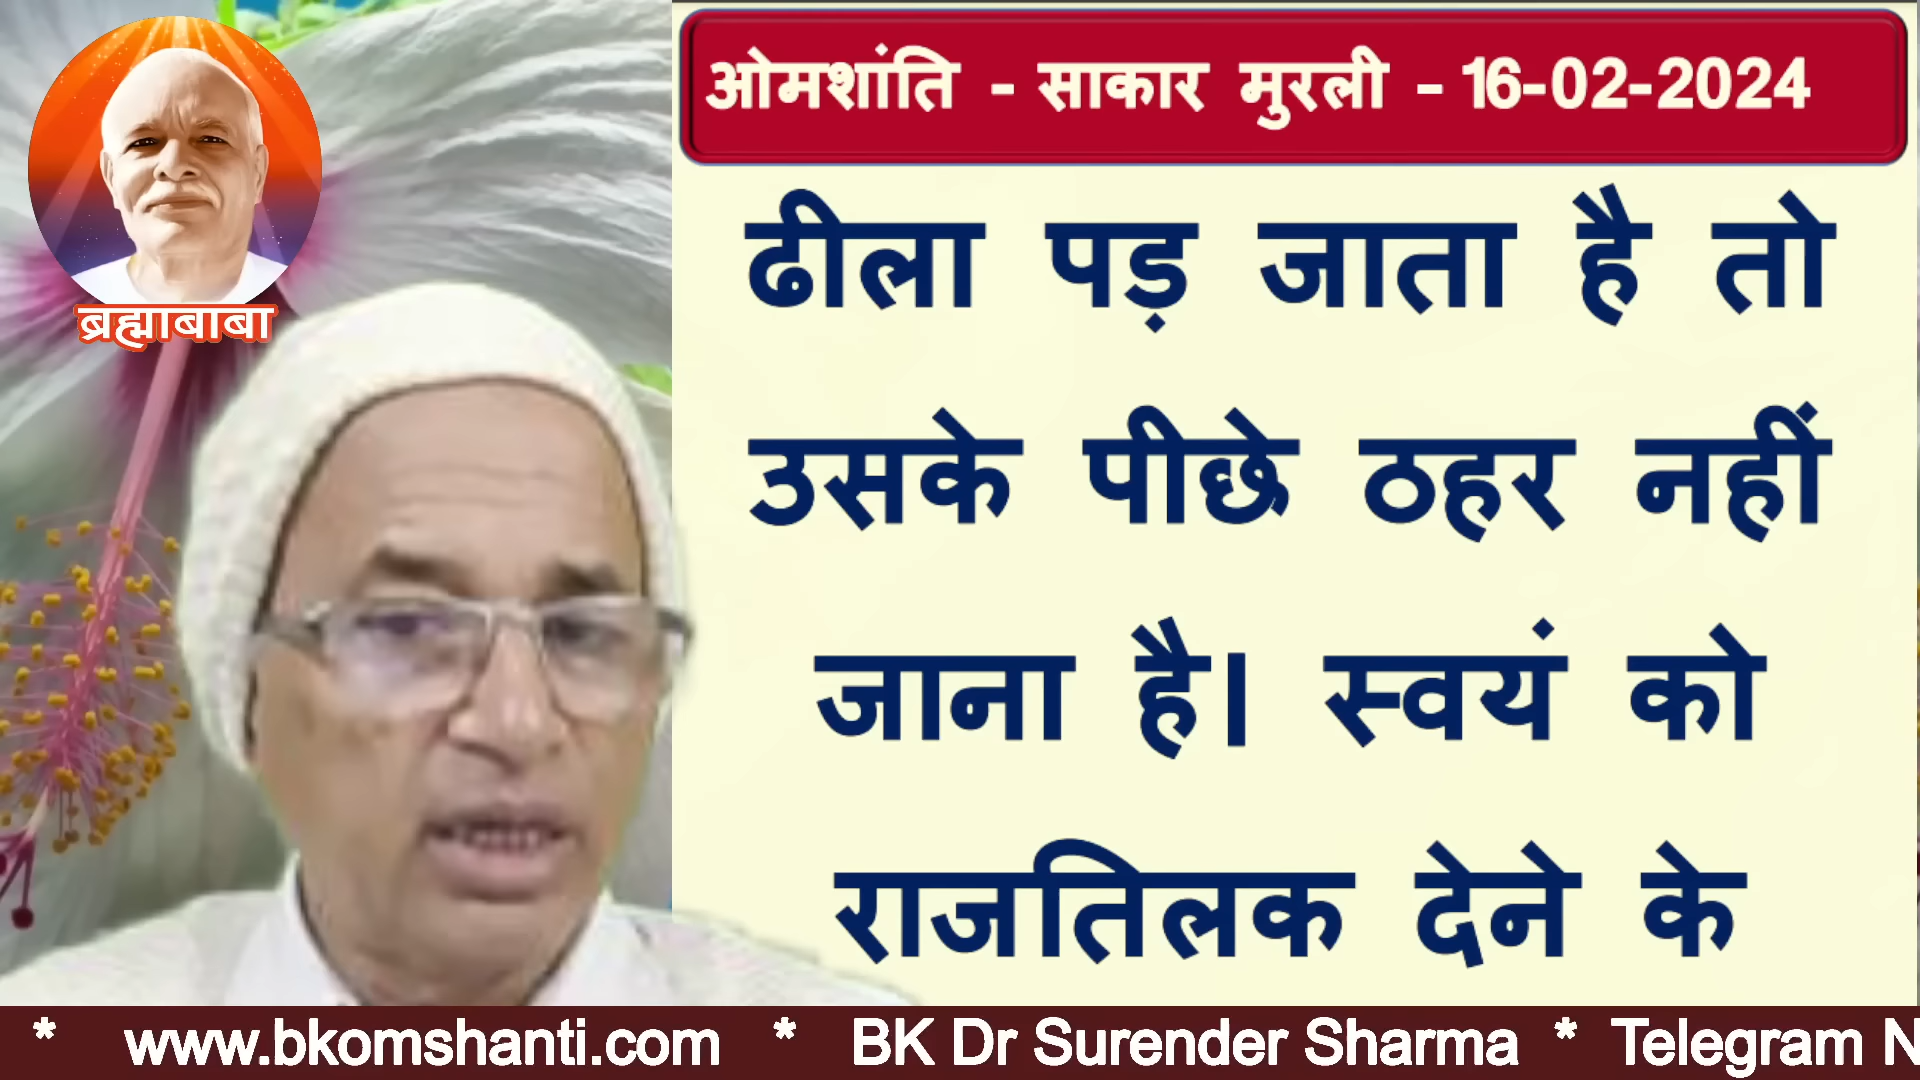 ओमशांति - साकार मुरली - 16-02-2024
ब्रह्माबाबा
ढीला पड़ जाता है तो
उसके पीछे ठहर नहीं
जाना है। स्वयं को
राजतिलक देने के
* www.bkomshanti.com * BK Dr Surender Sharma * Telegram N